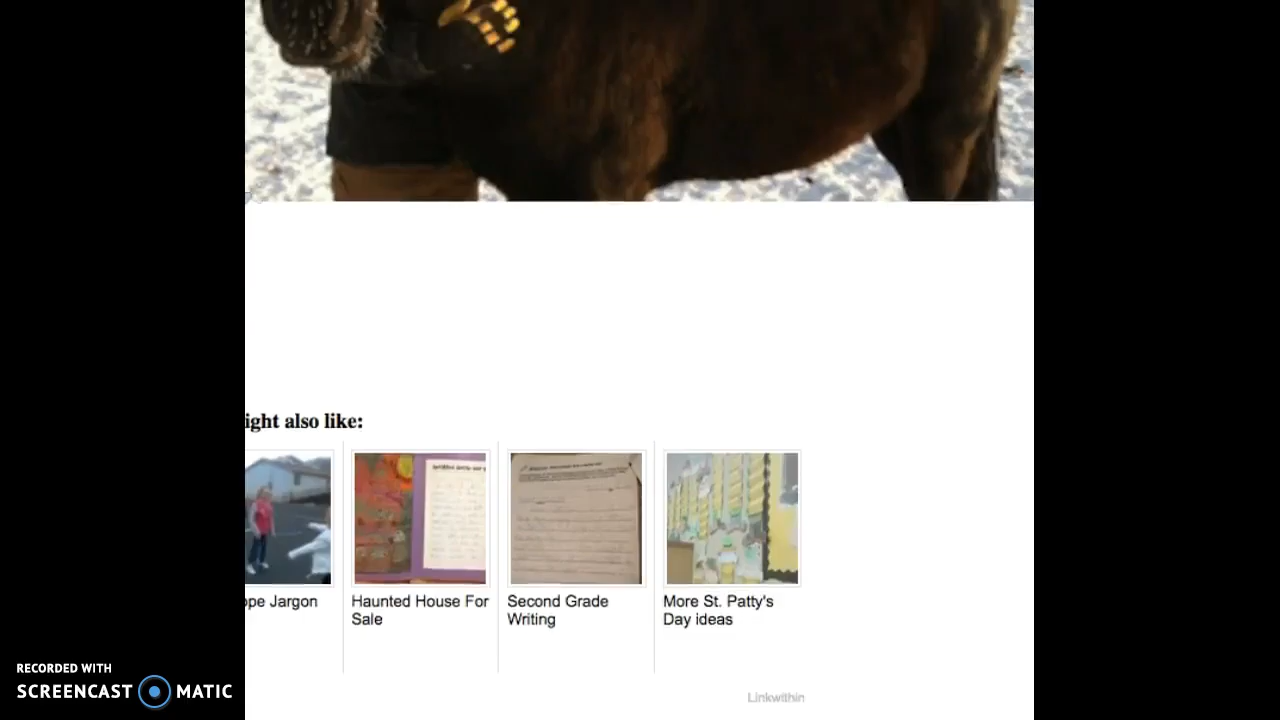 ight also like:
ope Jargon
Haunted House For
Sale
Second Grade
Writing
More St. Patty's
Day ideas
Linkwithin
RECORDED WITH
SCREENCAST MATIC